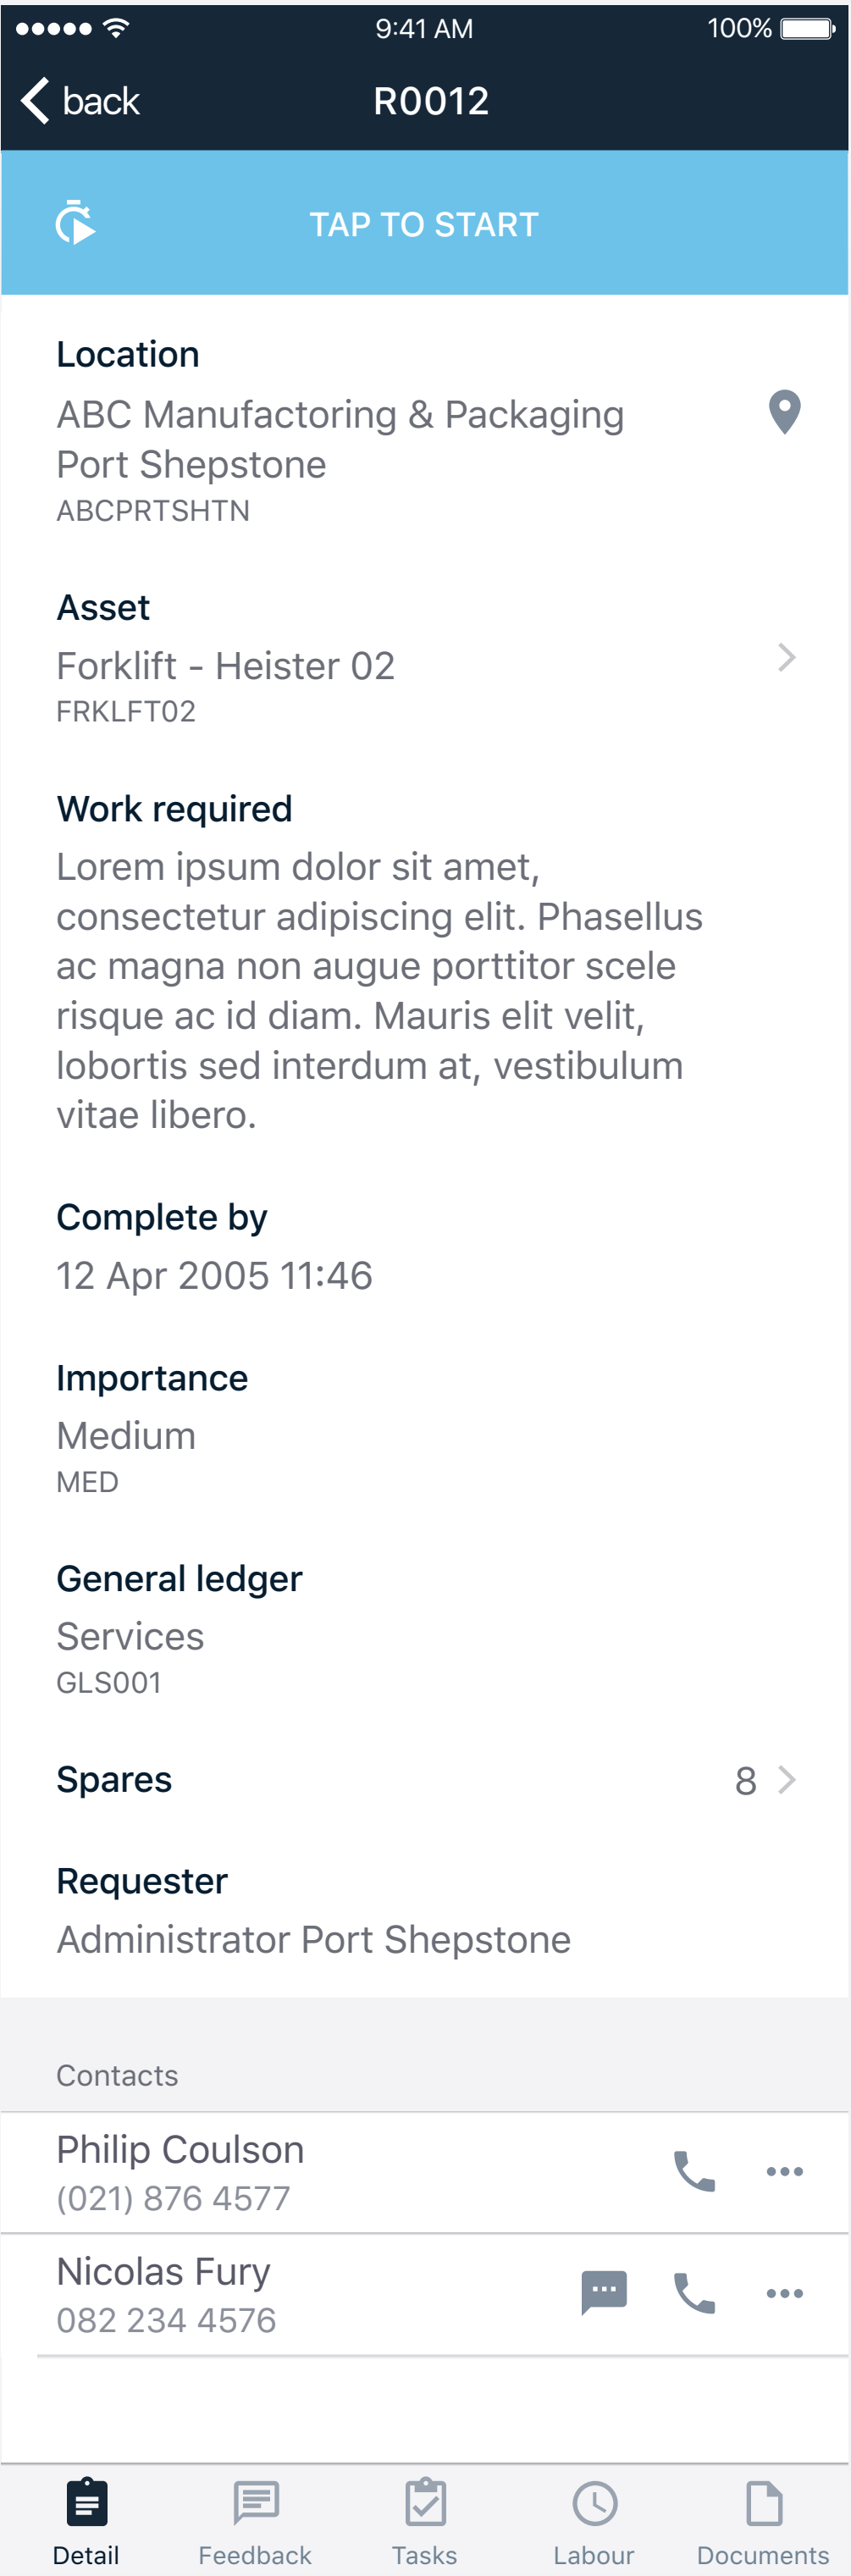 9:41 AM 100%
back R0012
TAP TO START
Location
ABC Manufactoring & Packaging
Port Shepstone
ABCPRTSHTN
Asset
Forklift - Heister 02
FRKLFT02
Work required
Lorem ipsum dolor sit amet,
consectetur adipiscing elit. Phasellus
ac magna non augue porttitor scele
risque ac id diam. Mauris elit velit,
lobortis sed interdum at, vestibulum
vitae libero.
Complete by
12 Apr 2005 11:46
Importance
Medium
MED
General ledger
Services
GLS001
Spares 8
Requester
Administrator Port Shepstone
Contacts
Philip Coulson
(021) 876 4577
Nicolas Fury
082 234 4576
Detail Feedback Tasks Labour Documents